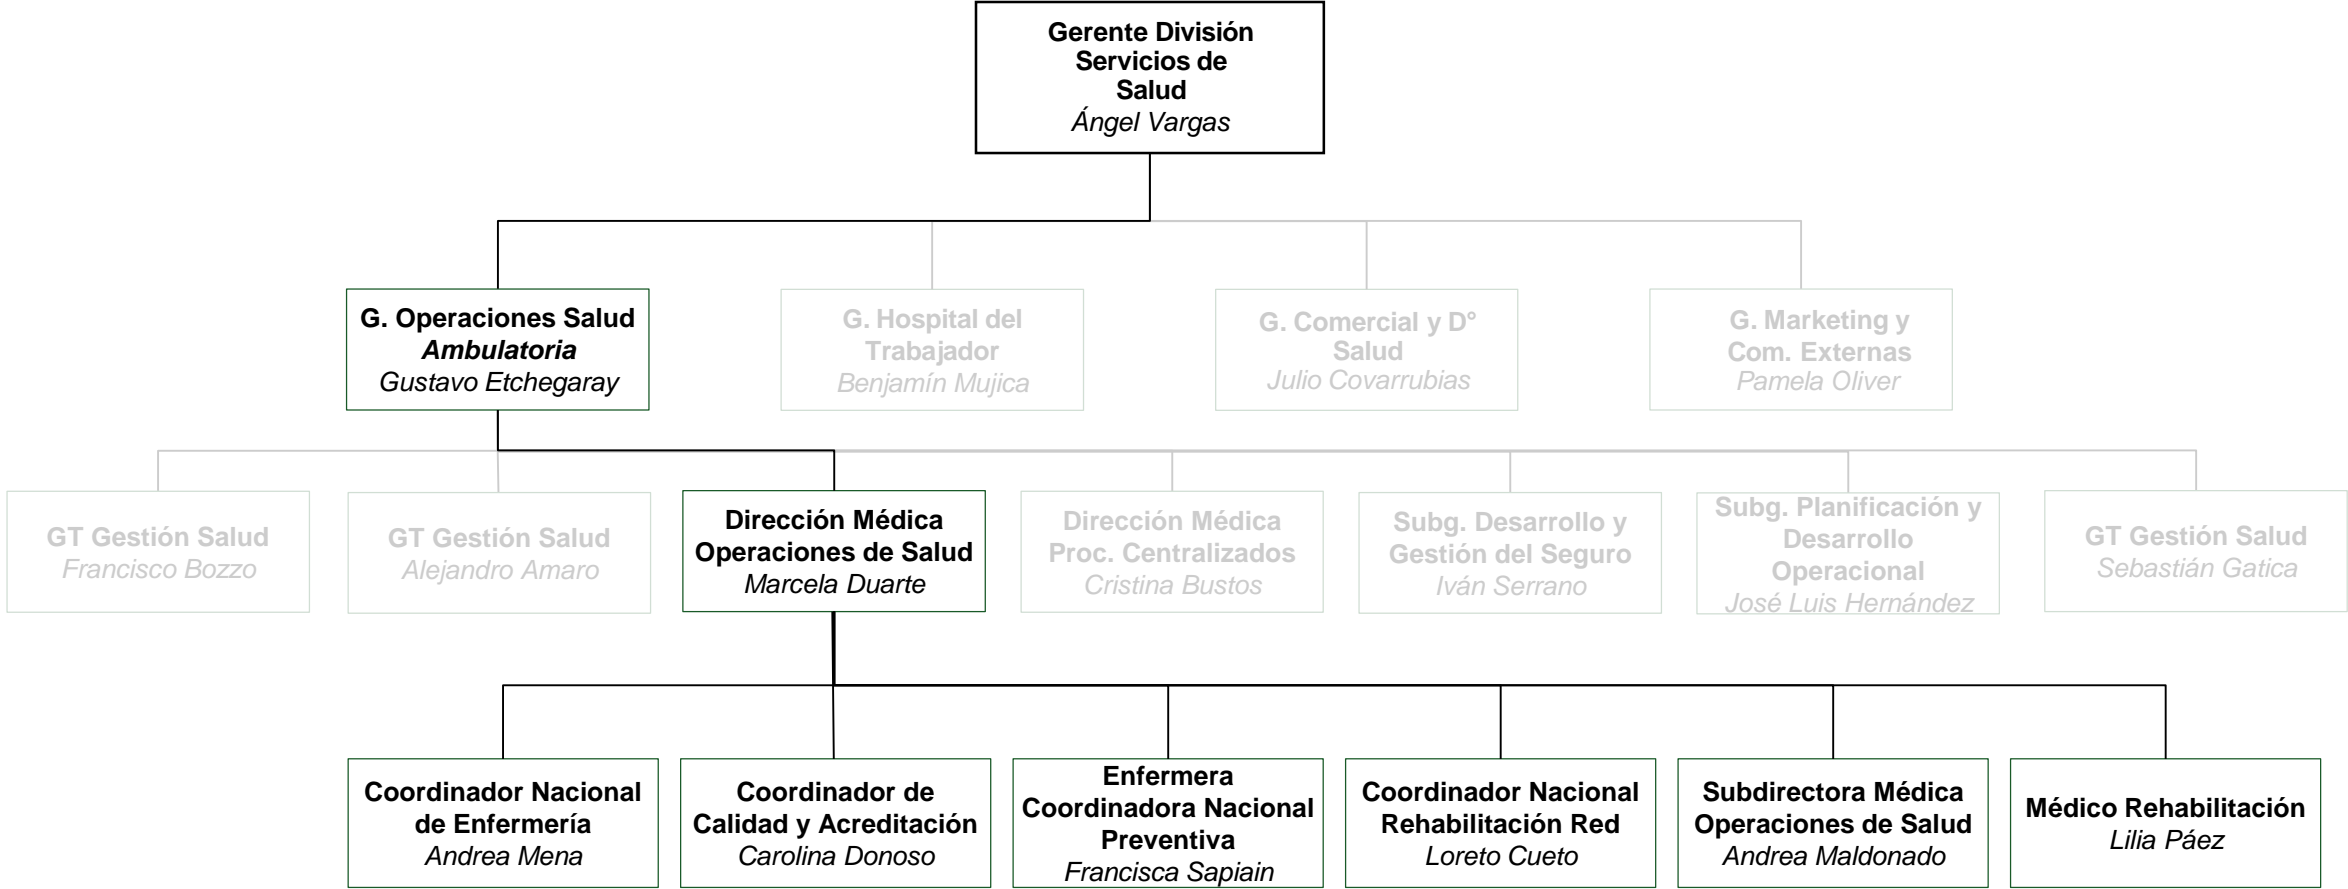 Gerente División
Servicios de
Salud
Ángel Vargas
G. Operaciones Salud
Ambulatoria
Gustavo Etchegaray
G. Hospital del
Trabajador
Benjamín Mujica
G. Comercial y D°
Salud
Julio Covarrubias
G. Marketing y
Com. Externas
Pamela Oliver
GT Gestión Salud
Francisco Bozzo
GT Gestión Salud
Alejandro Amaro
Dirección Médica
Operaciones de Salud
Marcela Duarte
Dirección Médica
Proc. Centralizados
Cristina Bustos
Subg. Desarrollo y
Gestión del Seguro
Iván Serrano
Subg. Planificación y
Desarrollo
Operacional
José Luis Hernández
GT Gestión Salud
Sebastián Gatica
Coordinador Nacional
de Enfermería
Andrea Mena
Coordinador de
Calidad y Acreditación
Carolina Donoso
Enfermera
Coordinadora Nacional
Preventiva
Francisca Sapiain
Coordinador Nacional
Rehabilitación Red
Loreto Cueto
Subdirectora Médica
Operaciones de Salud
Andrea Maldonado
Médico Rehabilitación
Lilia Páez